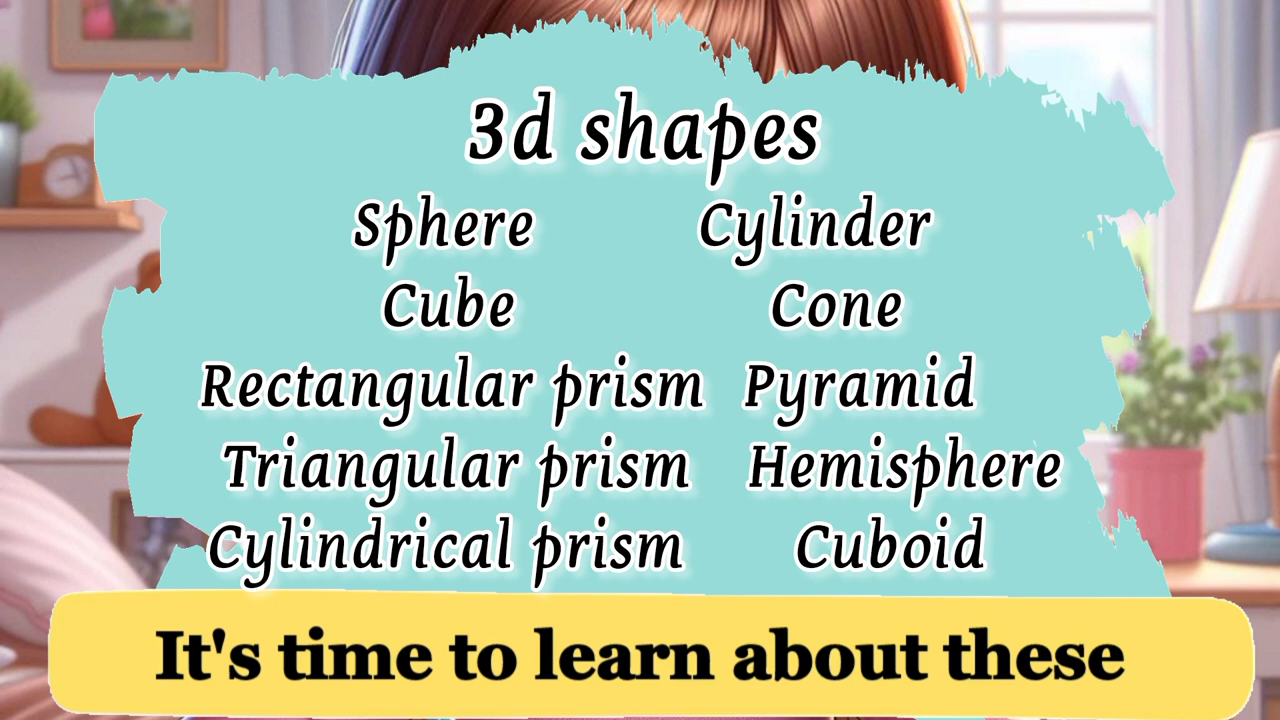 3d shapes
Sphere Cylinder
Cube Cone
Rectangular prism Pyramid
Triangular prism Hemisphere
Cylindrical prism Cuboid
It's time to learn about these